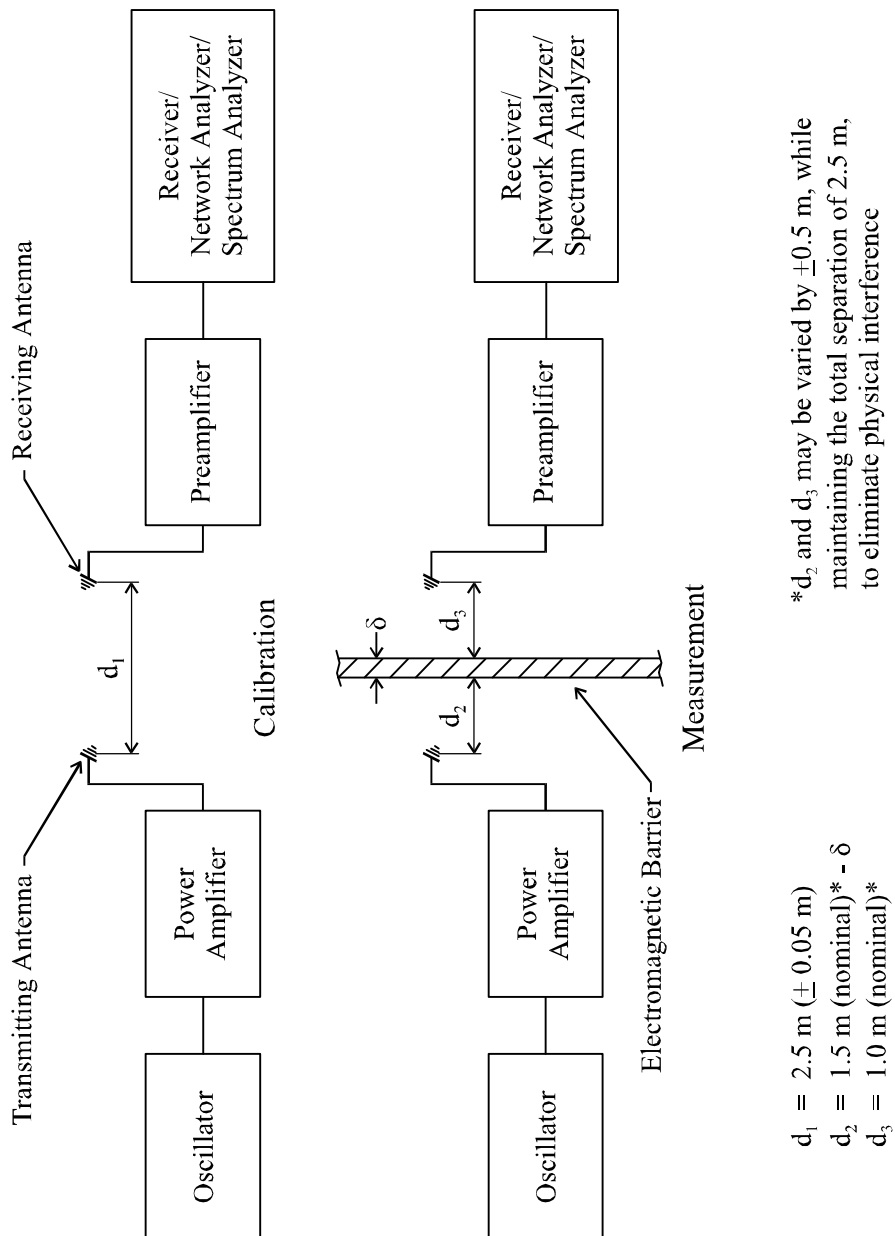 Transmitting Antenna
Receiving Antenna
d₁
Oscillator
Power
Amplifier
Preamplifier
Receiver/
Network Analyzer/
Spectrum Analyzer
Calibration
δ
d₂
d₃
Oscillator
Power
Amplifier
Preamplifier
Receiver/
Network Analyzer/
Spectrum Analyzer
Electromagnetic Barrier
Measurement
d₁ = 2.5 m (± 0.05 m)
d₂ = 1.5 m (nominal)* - δ
d₃ = 1.0 m (nominal)*
*d₂ and d₃ may be varied by ±0.5 m, while
maintaining the total separation of 2.5 m,
to eliminate physical interference